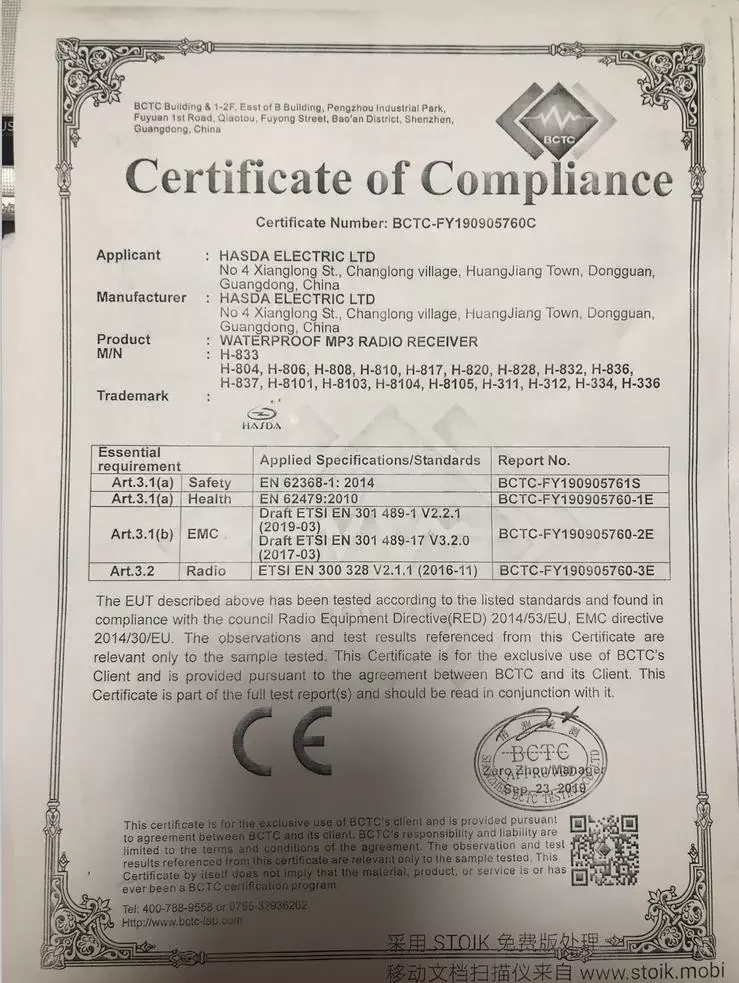 BCTC Building & 1-2F, East of B Building, Pengzhou Industrial Park,
Fuyuan 1st Road, Qiaotou, Fuyong Street, Bao'an District, Shenzhen,
Guangdong, China
BCTC
Certificate of Compliance
Certificate Number: BCTC-FY190905760C
Applicant : HASDA ELECTRIC LTD
No 4 Xianglong St., Changlong village, HuangJiang Town, Dongguan,
Guangdong, China
Manufacturer : HASDA ELECTRIC LTD
No 4 Xianglong St., Changlong village, HuangJiang Town, Dongguan,
Guangdong, China
Product : WATERPROOF MP3 RADIO RECEIVER
M/N : H-833
H-804, H-806, H-808, H-810, H-817, H-820, H-828, H-832, H-836,
H-837, H-8101, H-8103, H-8104, H-8105, H-311, H-312, H-334, H-336
Trademark :
HASDA
Essential requirement Applied Specifications/Standards Report No.
Art.3.1(a) Safety EN 62368-1: 2014 BCTC-FY190905761S
Art.3.1(a) Health EN 62479:2010 BCTC-FY190905760-1E
Art.3.1(b) EMC Draft ETSI EN 301 489-1 V2.2.1
(2019-03)
Draft ETSI EN 301 489-17 V3.2.0
(2017-03) BCTC-FY190905760-2E
Art.3.2 Radio ETSI EN 300 328 V2.1.1 (2016-11) BCTC-FY190905760-3E
The EUT described above has been tested according to the listed standards and found in
compliance with the council Radio Equipment Directive(RED) 2014/53/EU, EMC directive
2014/30/EU. The observations and test results referenced from this Certificate are
relevant only to the sample tested. This Certificate is for the exclusive use of BCTC's
Client and is provided pursuant to the agreement between BCTC and its Client. This
Certificate is part of the full test report(s) and should be read in conjunction with it.
CE
BCTC
Zero Zhou/Manager
Sep. 23, 2019
This certificate is for the exclusive use of BCTC's client and is provided pursuant
to agreement between BCTC and its client. BCTC's responsibility and liability are
limited to the terms and conditions of the agreement. The observation and test
results referenced from this certificate are relevant only to the sample tested. This
Certificate by itself does not imply that the material, product, or service is or has
ever been a BCTC certification program.
Tel: 400-788-9558 or 0755-32936262
Http://www.bctc-lab.com
采用 STOIK 免费版处理
移动文档扫描仪来自 www.stoik.mobi